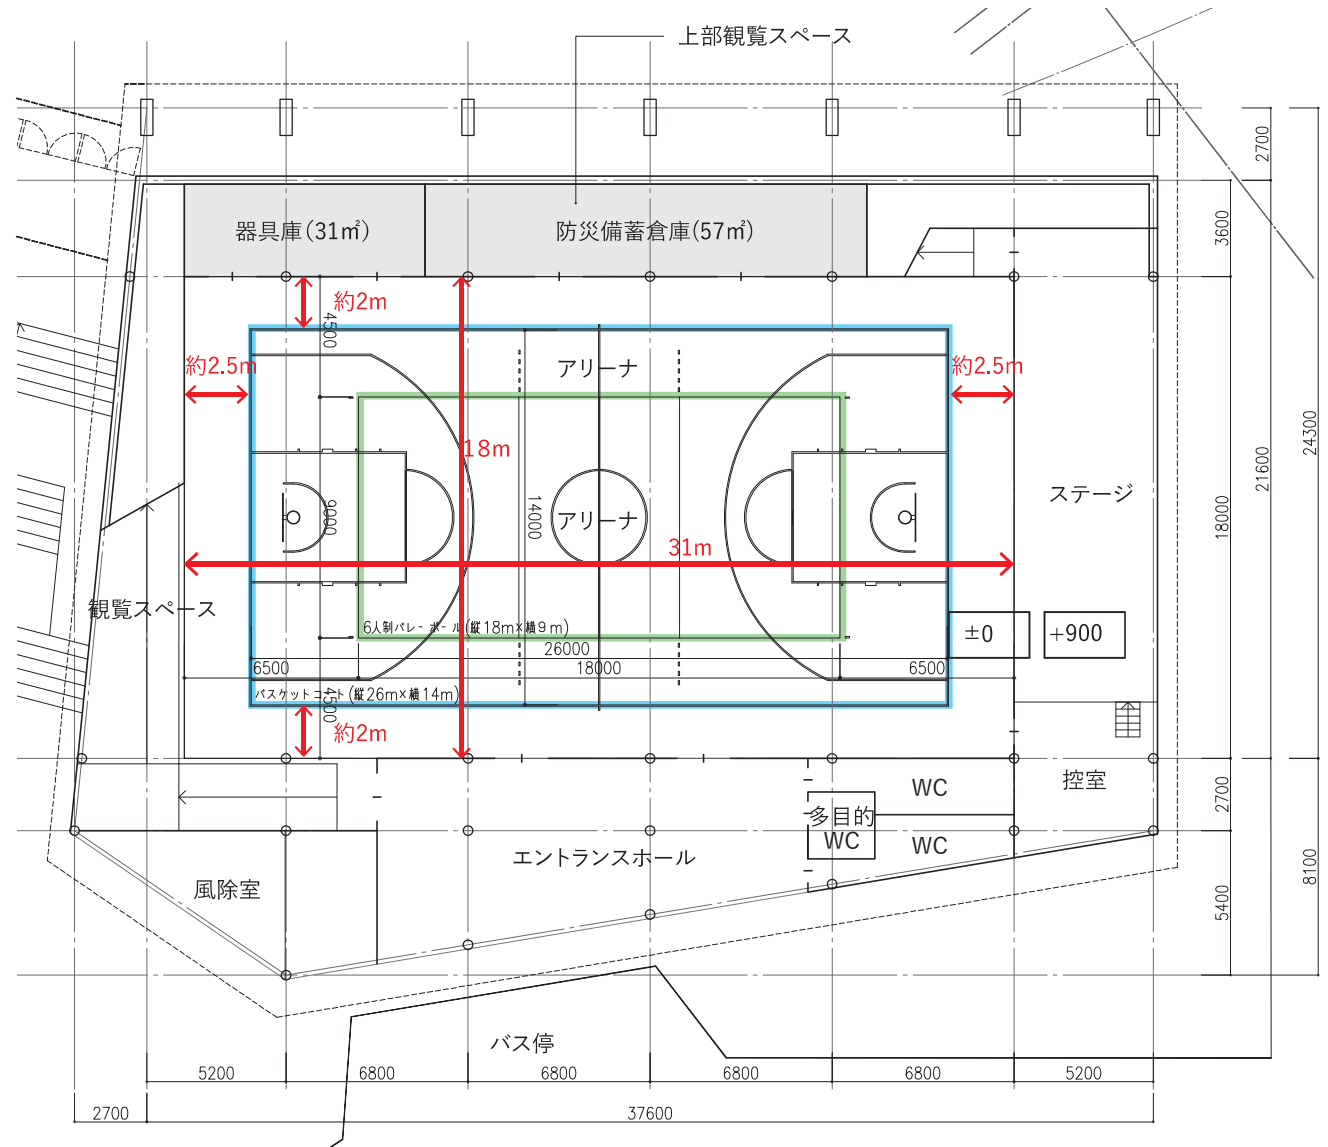 上部観覧スペース
器具庫(31㎡)
防災備蓄倉庫(57㎡)
2700
3600
24300
21600
18000
約2m
4500
アリーナ
約2.5m
約2.5m
18m
ステージ
9000
14000
アリーナ
31m
観覧スペース
6人制バレーボール(縦18m×横9m)
±0
+900
26000
6500
18000
6500
バスケットコート(縦26m×横14m)
4500
約2m
控室
WC
多目的
WC
WC
2700
エントランスホール
風除室
5400
8100
バス停
5200
6800
6800
6800
6800
5200
2700
37600